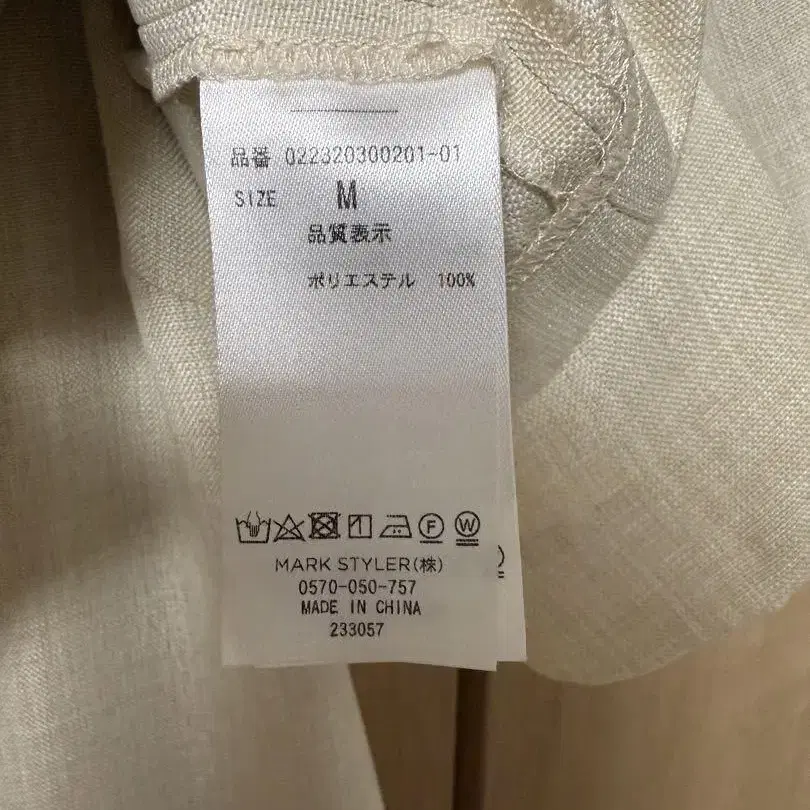 品番 022320300201-01
SIZE M
品質表示
ポリエステル 100%
F W
MARK STYLER(株)
0570-050-757
MADE IN CHINA
233057